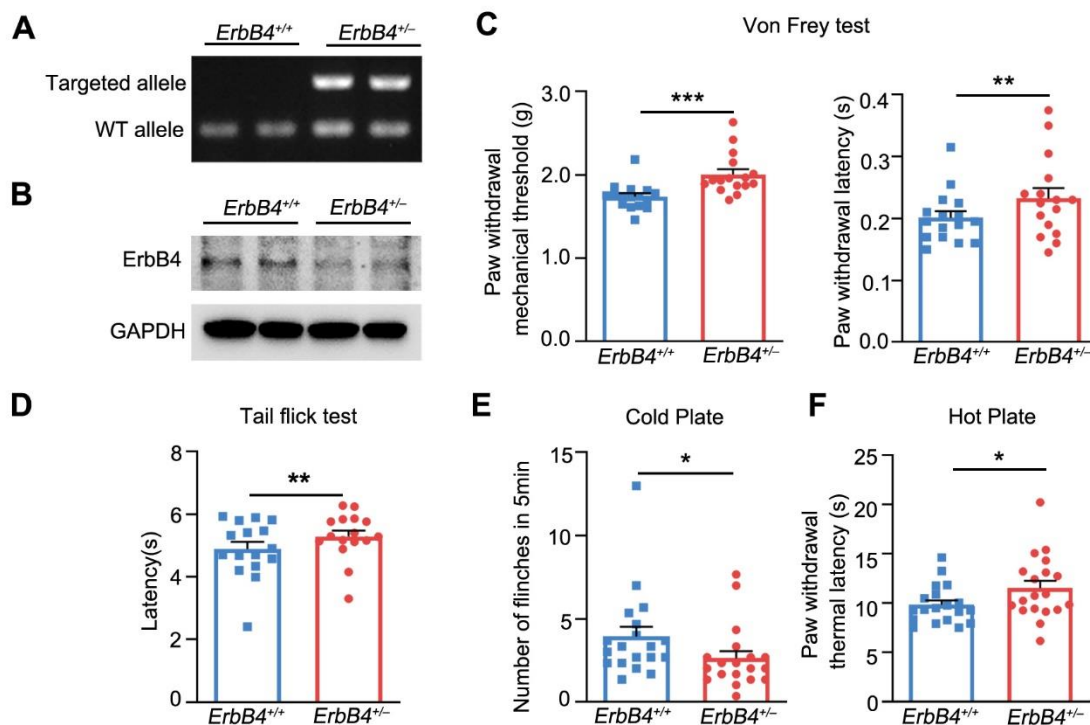 A
ErbB4+/+
ErbB4+/–
Targeted allele
WT allele
B
ErbB4+/+
ErbB4+/–
ErbB4
GAPDH
C
Von Frey test
Paw withdrawal
mechanical threshold (g)
3.0
2.0
1.0
0.0
***
ErbB4+/+
ErbB4+/–
Paw withdrawal latency (s)
0.4
0.3
0.2
0.1
0
**
ErbB4+/+
ErbB4+/–
D
Tail flick test
Latency(s)
8
6
4
2
0
**
ErbB4+/+
ErbB4+/–
E
Cold Plate
Number of flinches in 5min
15
10
5
0
*
ErbB4+/+
ErbB4+/–
F
Hot Plate
Paw withdrawal
thermal latency (s)
25
20
15
10
5
0
*
ErbB4+/+
ErbB4+/–